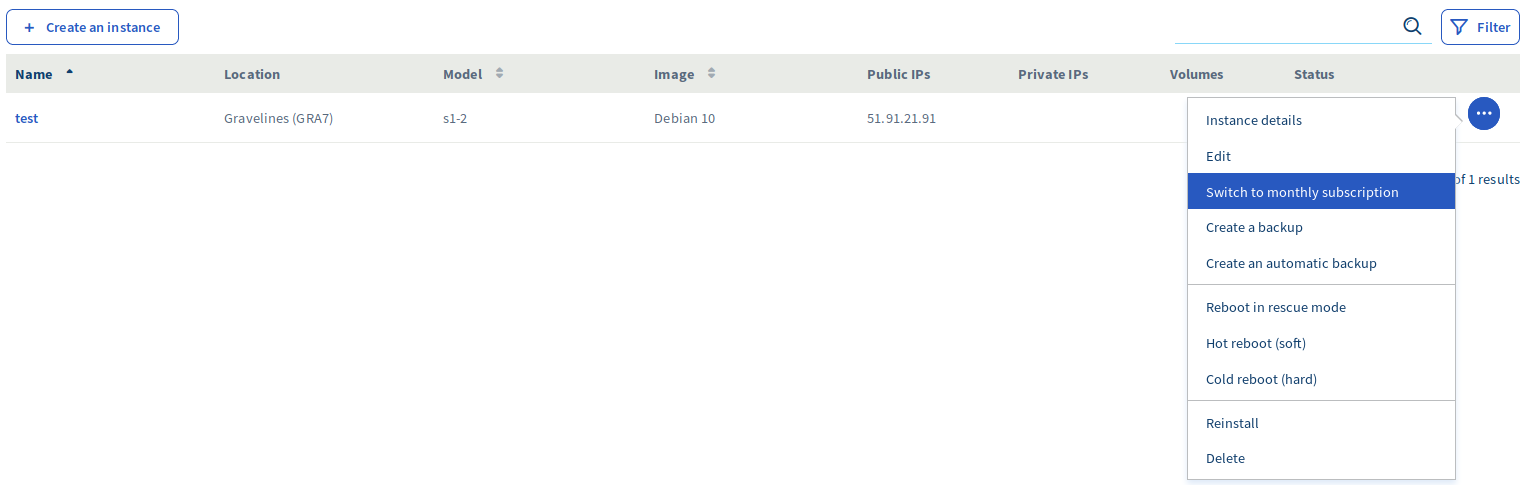 + Create an instance
Filter
Name Location Model Image Public IPs Private IPs Volumes Status
test Gravelines (GRA7) s1-2 Debian 10 51.91.21.91
Instance details
Edit
of 1 results
Switch to monthly subscription
Create a backup
Create an automatic backup
Reboot in rescue mode
Hot reboot (soft)
Cold reboot (hard)
Reinstall
Delete